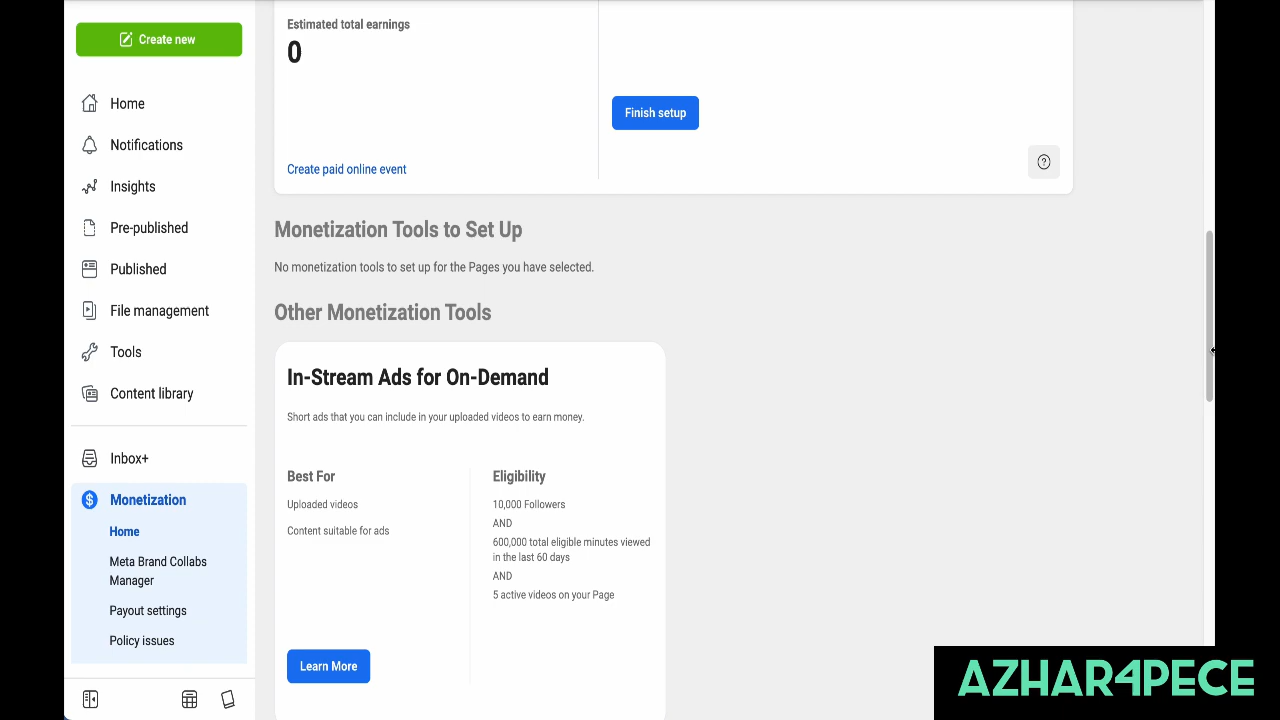 Create new
Home
Notifications
Insights
Pre-published
Published
File management
Tools
Content library
Inbox+
Monetization
Home
Meta Brand Collabs
Manager
Payout settings
Policy issues
Estimated total earnings
0
Create paid online event
Finish setup
Monetization Tools to Set Up
No monetization tools to set up for the Pages you have selected.
Other Monetization Tools
In-Stream Ads for On-Demand
Short ads that you can include in your uploaded videos to earn money.
Best For
Uploaded videos
Content suitable for ads
Eligibility
10,000 Followers
AND
600,000 total eligible minutes viewed
in the last 60 days
AND
5 active videos on your Page
Learn More
AZHAR4PECE